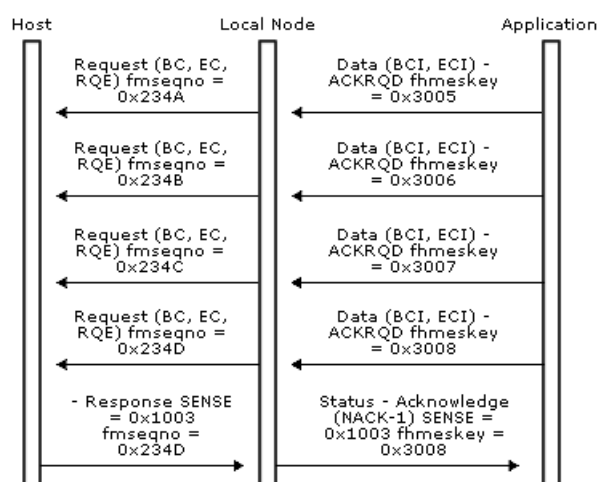 Host
Local Node
Application
Request (BC, EC,
RQE) fmseqno =
0x234A
Data (BCI, ECI) -
ACKRQD fhmeskey
= 0x3005
Request (BC, EC,
RQE) fmseqno =
0x234B
Data (BCI, ECI) -
ACKRQD fhmeskey
= 0x3006
Request (BC, EC,
RQE) fmseqno =
0x234C
Data (BCI, ECI) -
ACKRQD fhmeskey
= 0x3007
Request (BC, EC,
RQE) fmseqno =
0x234D
Data (BCI, ECI) -
ACKRQD fhmeskey
= 0x3008
- Response SENSE
= 0x1003
fmseqno =
0x234D
Status - Acknowledge
(NACK-1) SENSE =
0x1003 fhmeskey =
0x3008